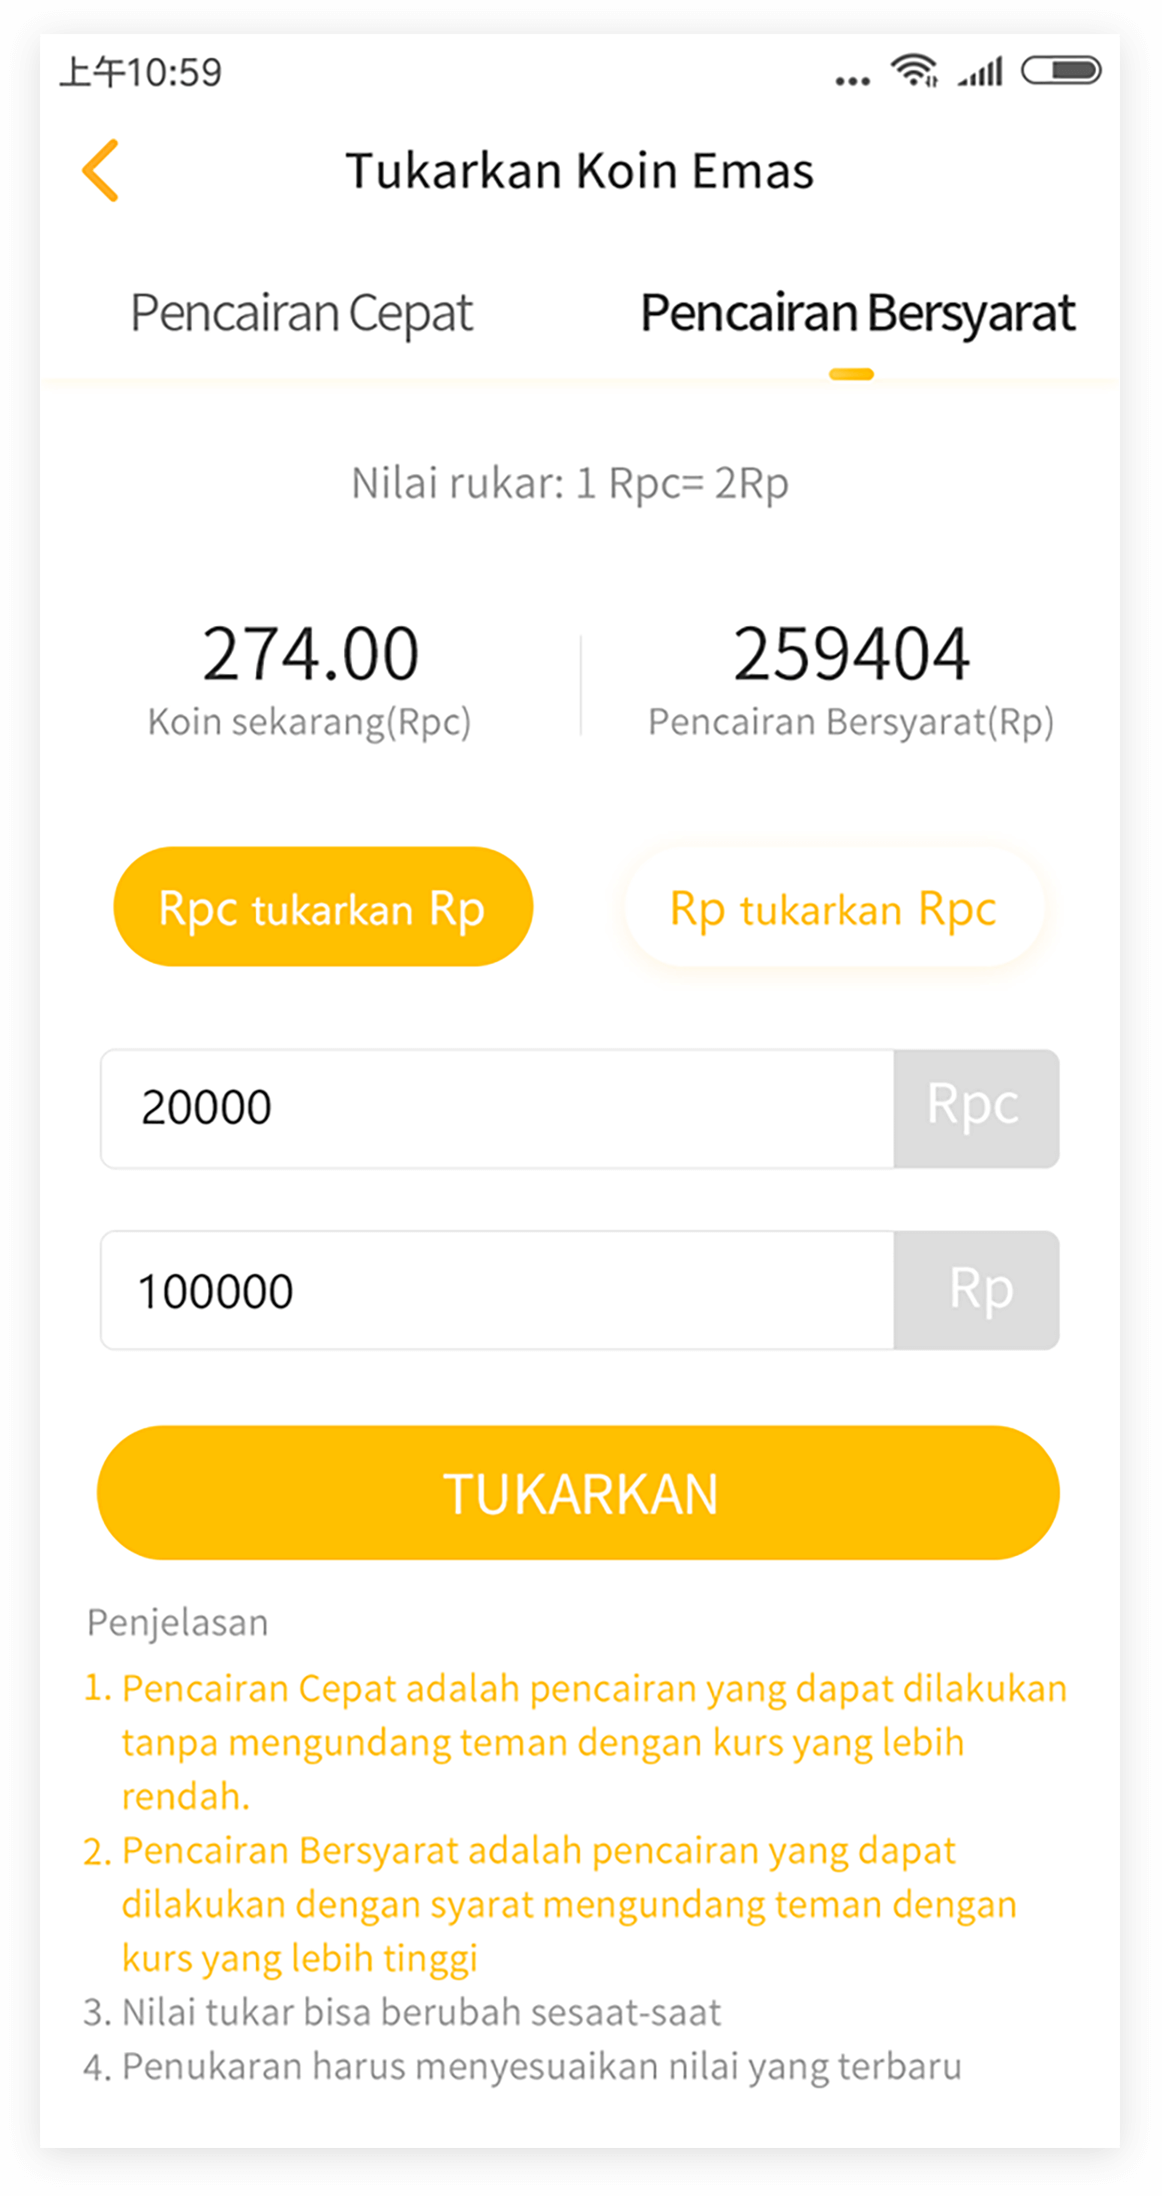 上午10:59
Tukarkan Koin Emas
Pencairan Cepat
Pencairan Bersyarat
Nilai rukar: 1 Rpc= 2Rp
274.00
Koin sekarang(Rpc)
259404
Pencairan Bersyarat(Rp)
Rpc tukarkan Rp
Rp tukarkan Rpc
20000
Rpc
100000
Rp
TUKARKAN
Penjelasan
1. Pencairan Cepat adalah pencairan yang dapat dilakukan
tanpa mengundang teman dengan kurs yang lebih
rendah.
2. Pencairan Bersyarat adalah pencairan yang dapat
dilakukan dengan syarat mengundang teman dengan
kurs yang lebih tinggi
3. Nilai tukar bisa berubah sesaat-saat
4. Penukaran harus menyesuaikan nilai yang terbaru